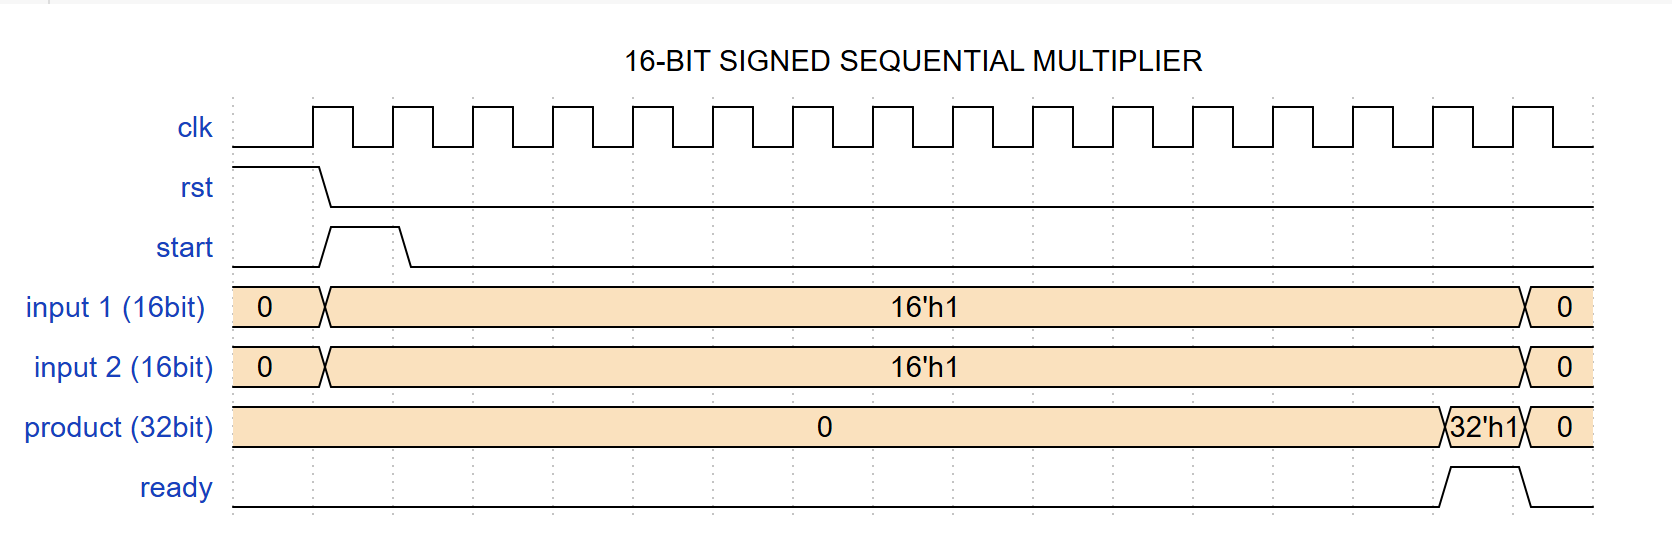 16-BIT SIGNED SEQUENTIAL MULTIPLIER
clk
rst
start
input 1 (16bit) 0 16'h1 0
input 2 (16bit) 0 16'h1 0
product (32bit) 0 32'h1 0
ready